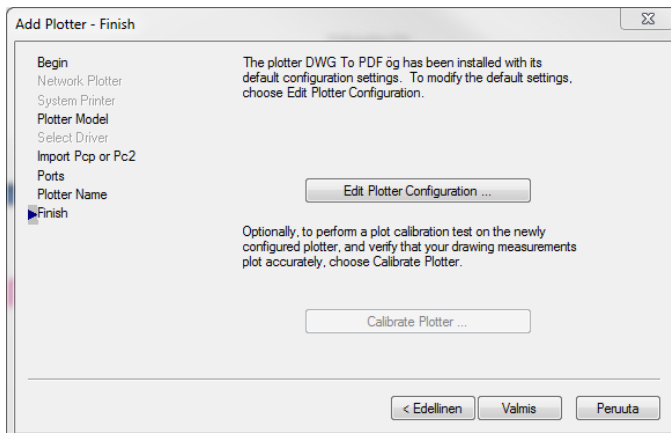 Add Plotter - Finish
Begin
Network Plotter
System Printer
Plotter Model
Select Driver
Import Pcp or Pc2
Ports
Plotter Name
Finish
The plotter DWG To PDF ög has been installed with its
default configuration settings. To modify the default settings,
choose Edit Plotter Configuration.
Edit Plotter Configuration ...
Optionally, to perform a plot calibration test on the newly
configured plotter, and verify that your drawing measurements
plot accurately, choose Calibrate Plotter.
Calibrate Plotter ...
< Edellinen
Valmis
Peruuta